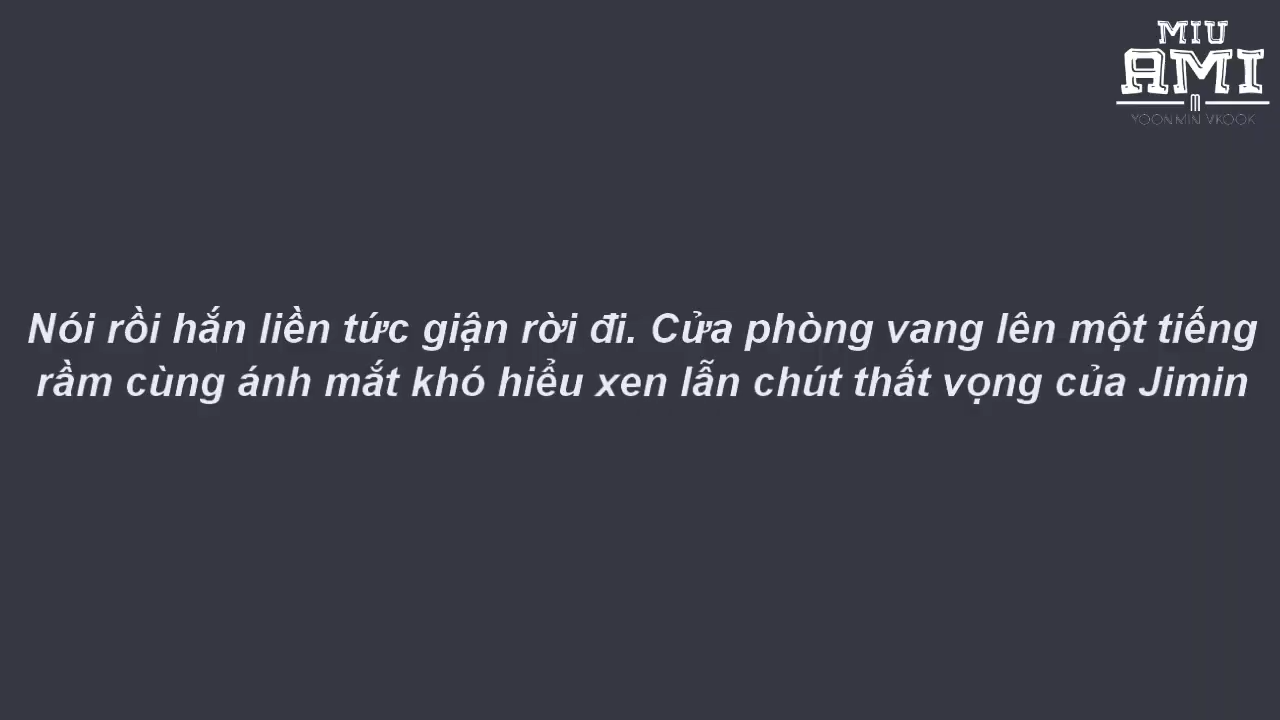 MIU
AMI
M
YOONMIN VKOOK
Nói rồi hắn liền tức giận rời đi. Cửa phòng vang lên một tiếng
rầm cùng ánh mắt khó hiểu xen lẫn chút thất vọng của Jimin